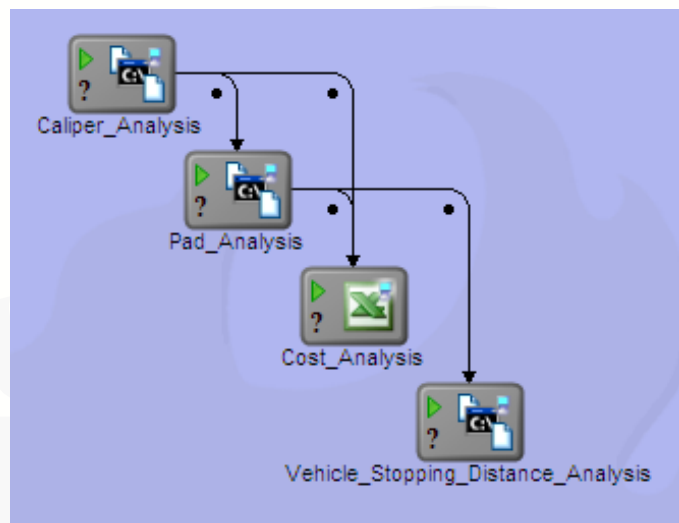 C:\
?
Caliper_Analysis
C:\
?
Pad_Analysis
?
Cost_Analysis
C:\
?
Vehicle_Stopping_Distance_Analysis